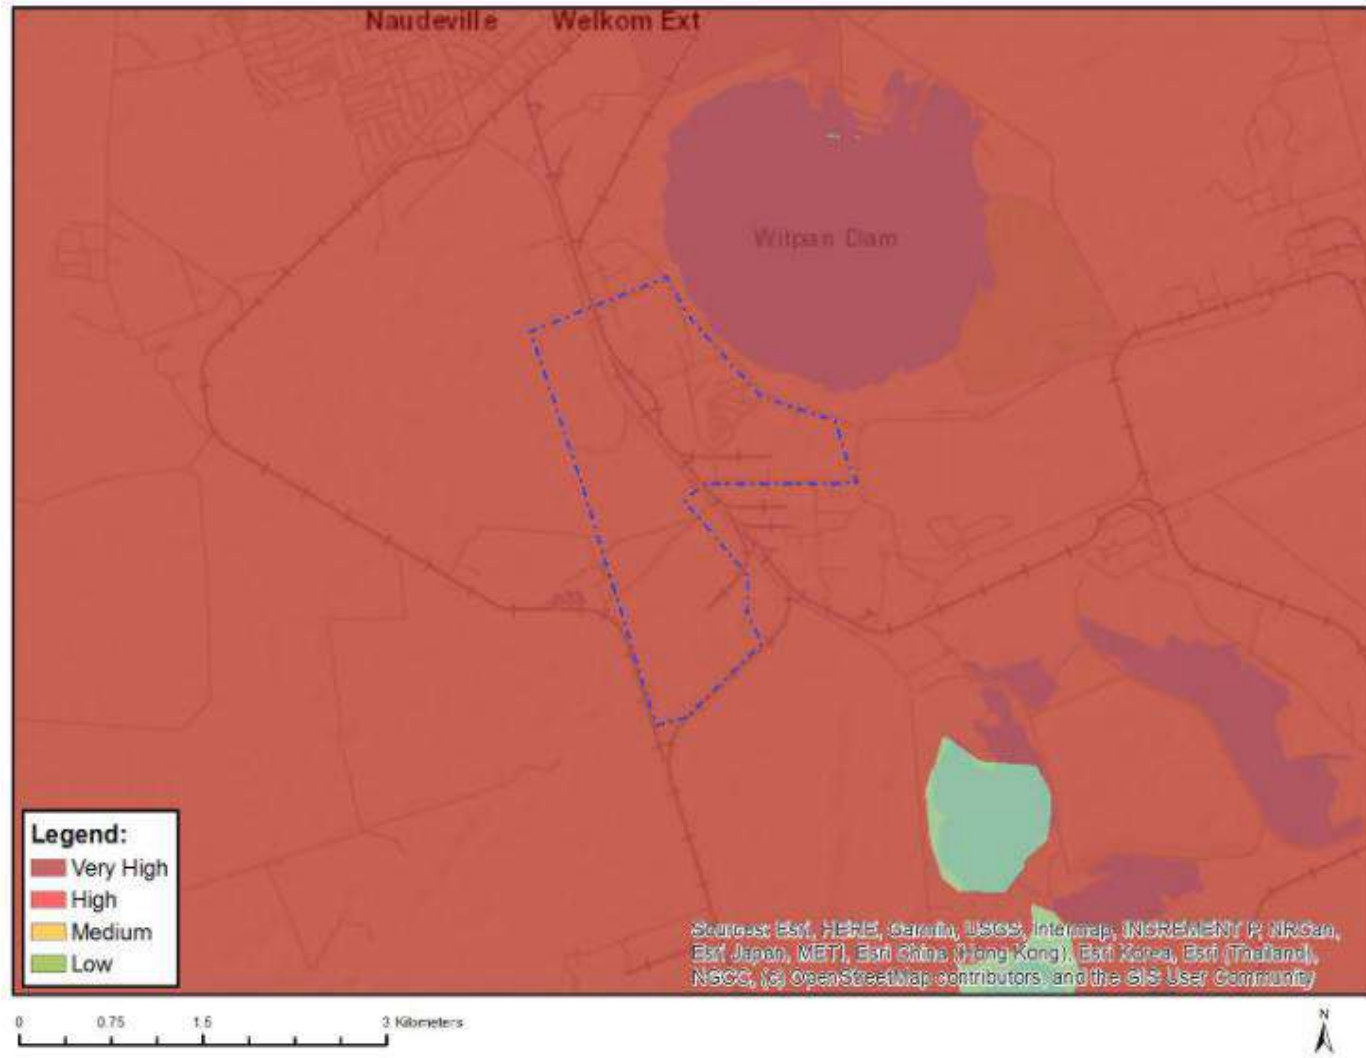 Naudeville Welkom Ext
Witpan Dam
Legend:
Very High
High
Medium
Low
Sources: Esri, HERE, Garmin, USGS, Intermap, INCREMENT P, NRCan,
Esri Japan, METI, Esri China (Hong Kong), Esri Korea, Esri (Thailand),
NGCC, (c) OpenStreetMap contributors, and the GIS User Community
0 0.75 1.5 3 Kilometers
N